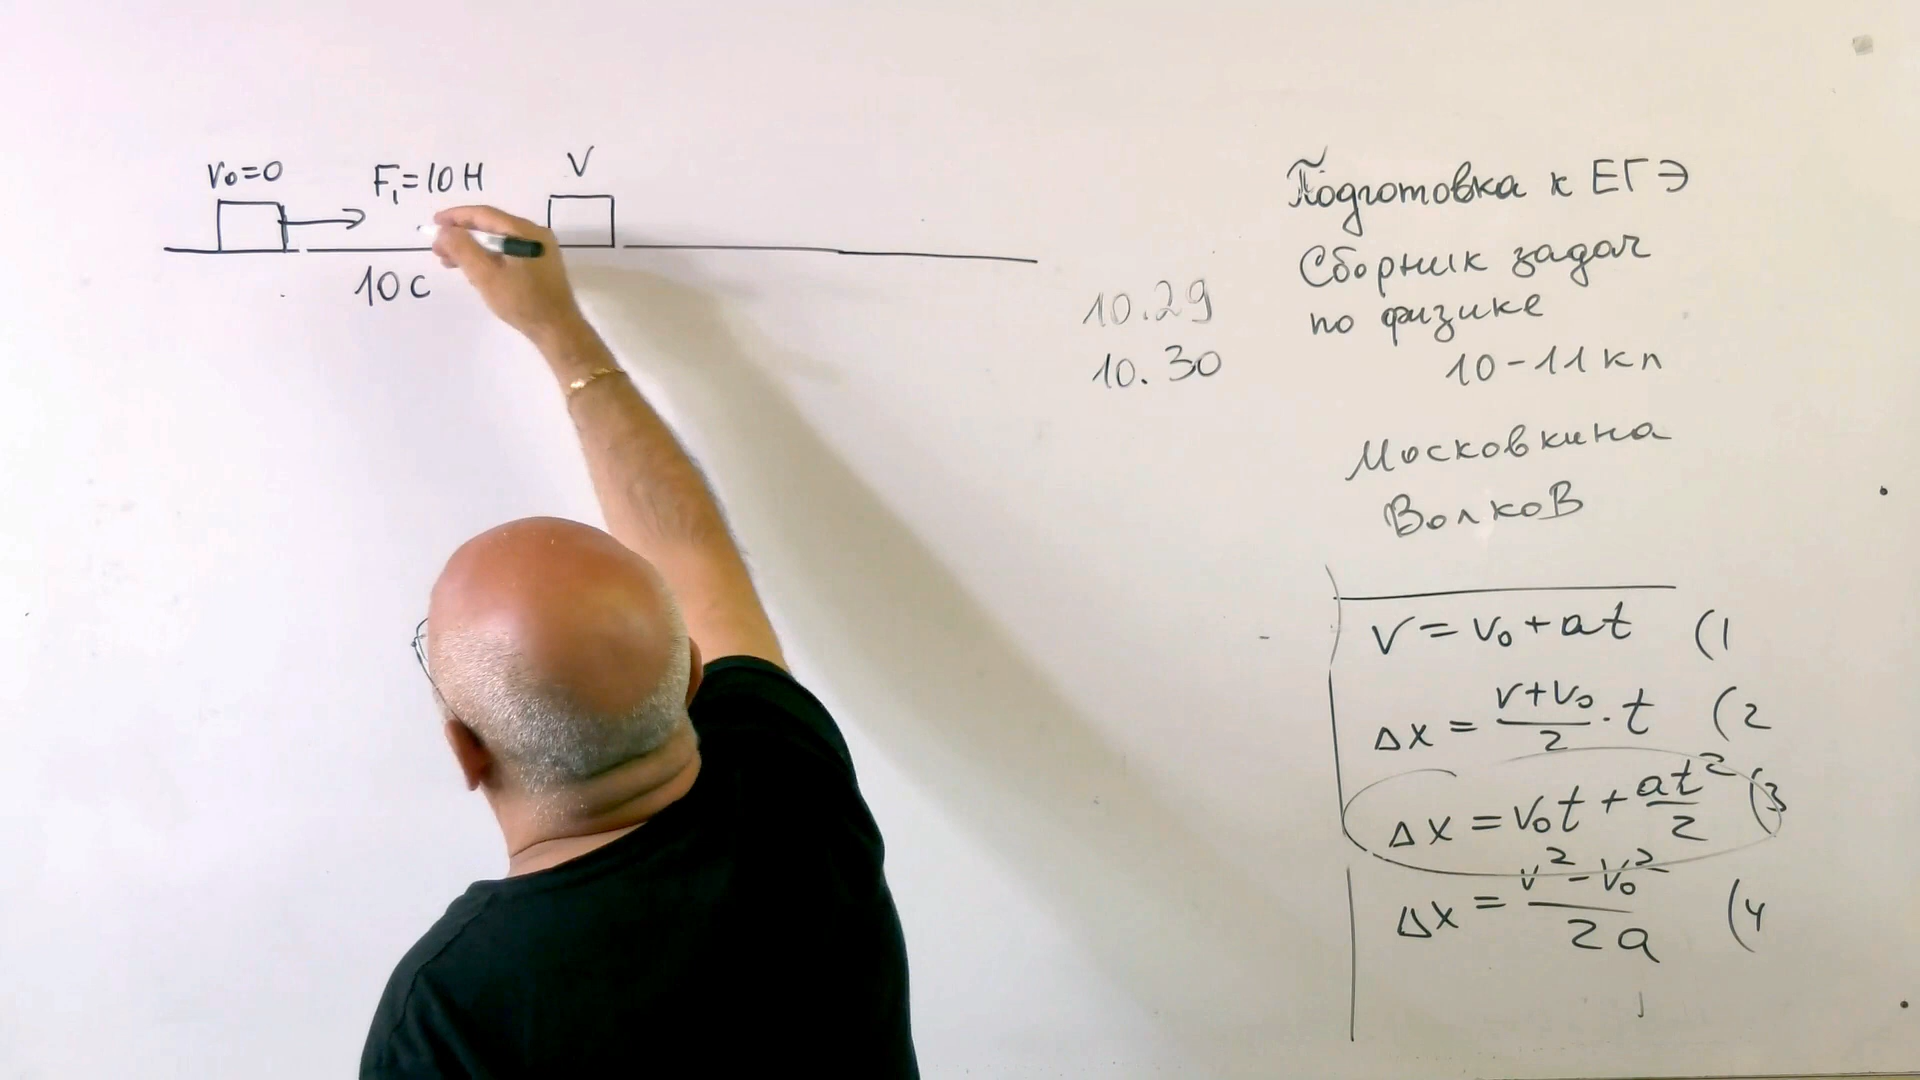 v₀=0
F₁=10 Н
V
10 с
10.29
10.30
Подготовка к ЕГЭ
Сборник задач
по физике
10-11 кл
Московкина
Волков
v = v₀ + at (1
Δx = (v+v₀)/2 · t (2
Δx = v₀t + at²/2 (3
Δx = (v² - v₀²)/2a (4